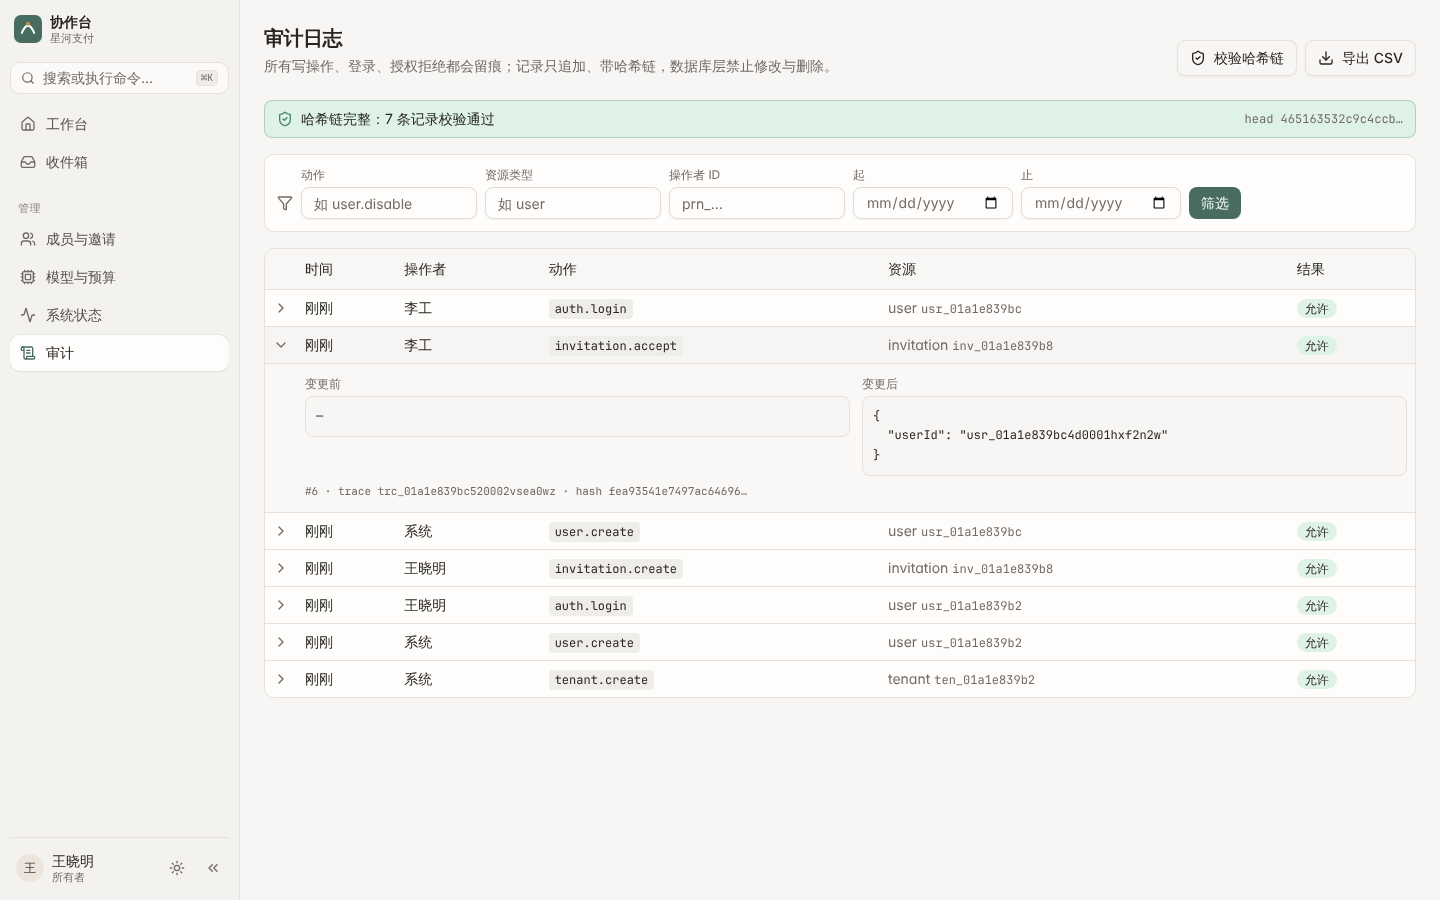 协作台
星河支付
搜索或执行命令...
⌘K
工作台
收件箱
管理
成员与邀请
模型与预算
系统状态
审计
王
王晓明
所有者
审计日志
所有写操作、登录、授权拒绝都会留痕；记录只追加、带哈希链，数据库层禁止修改与删除。
校验哈希链
导出 CSV
哈希链完整：7 条记录校验通过
head 465163532c9c4ccb…
动作
资源类型
操作者 ID
起
止
如 user.disable
如 user
prn_...
mm/dd/yyyy
mm/dd/yyyy
筛选
时间 操作者 动作 资源 结果
刚刚 李工 auth.login user usr_01a1e839bc 允许
刚刚 李工 invitation.accept invitation inv_01a1e839b8 允许
变更前
—
变更后
{
"userId": "usr_01a1e839bc4d0001hxf2n2w"
}
#6 · trace trc_01a1e839bc520002vsea0wz · hash fea93541e7497ac64696…
刚刚 系统 user.create user usr_01a1e839bc 允许
刚刚 王晓明 invitation.create invitation inv_01a1e839b8 允许
刚刚 王晓明 auth.login user usr_01a1e839b2 允许
刚刚 系统 user.create user usr_01a1e839b2 允许
刚刚 系统 tenant.create tenant ten_01a1e839b2 允许